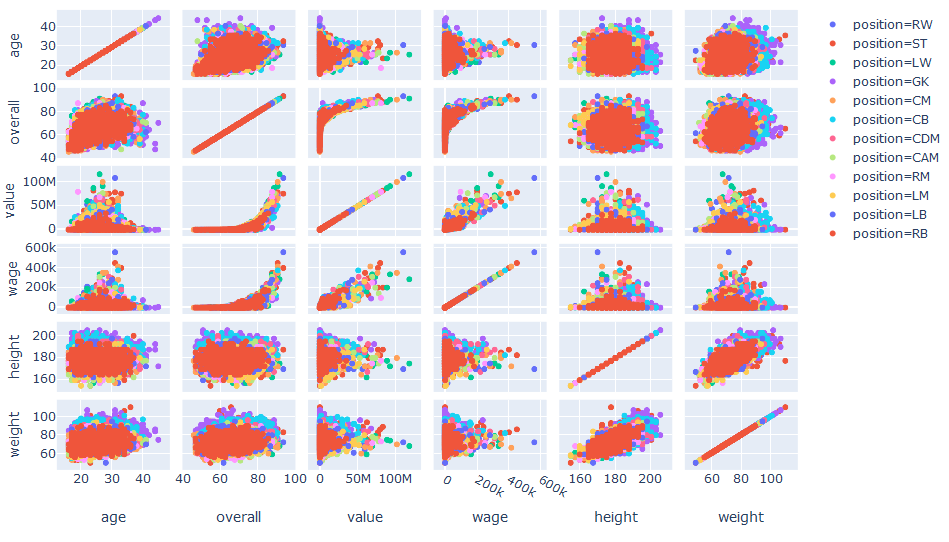 age
40
30
20
overall
100
80
60
40
value
100M
50M
0
wage
600k
400k
200k
0
height
200
180
160
weight
100
80
60
20 30 40
40 60 80 100
0 50M 100M
0 200k 400k 600k
160 180 200
60 80 100
age overall value wage height weight
position=RW
position=ST
position=LW
position=GK
position=CM
position=CB
position=CDM
position=CAM
position=RM
position=LM
position=LB
position=RB